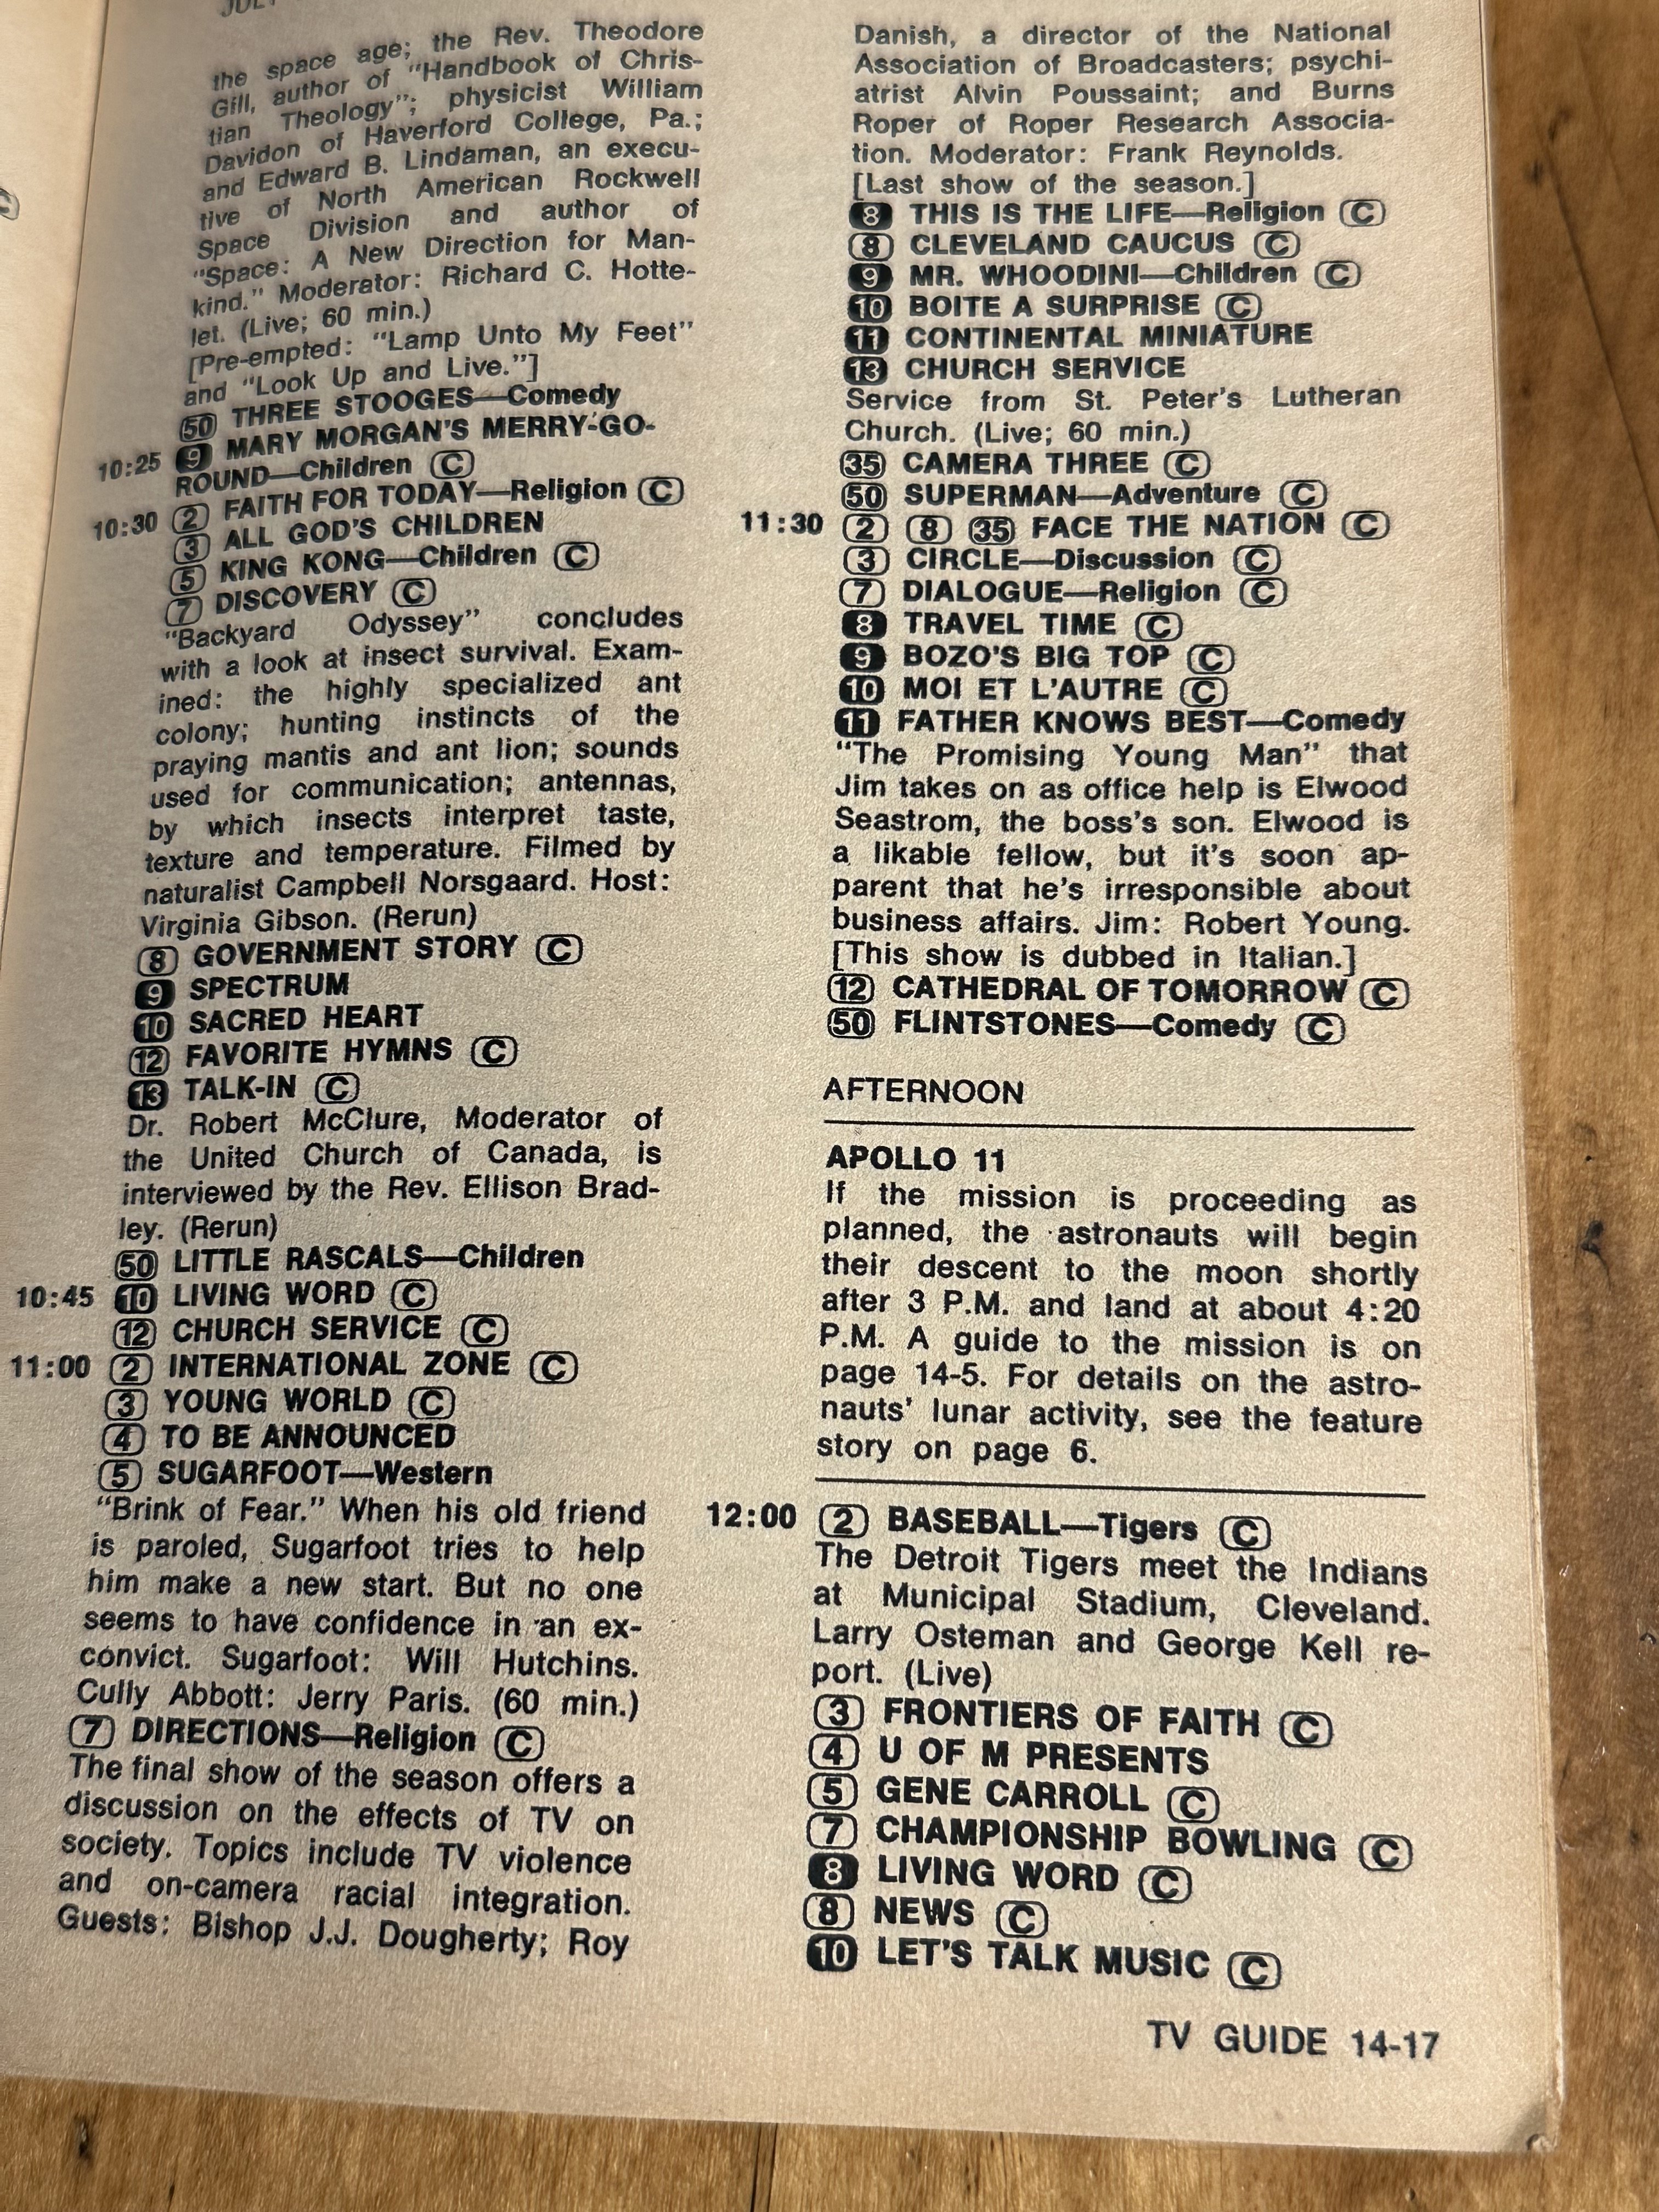 JULY
the space age; the Rev. Theodore
Gill, author of "Handbook of Chris-
tian Theology"; physicist William
Davidon of Haverford College, Pa.;
and Edward B. Lindaman, an execu-
tive of North American Rockwell
Space Division and author of
"Space: A New Direction for Man-
kind." Moderator: Richard C. Hotte-
let. (Live; 60 min.)
[Pre-empted: "Lamp Unto My Feet"
and "Look Up and Live."]
50 THREE STOOGES—Comedy
10:25 9 MARY MORGAN'S MERRY-GO-
ROUND—Children C
10:30 2 FAITH FOR TODAY—Religion C
3 ALL GOD'S CHILDREN
5 KING KONG—Children C
7 DISCOVERY C
"Backyard Odyssey" concludes
with a look at insect survival. Exam-
ined: the highly specialized ant
colony; hunting instincts of the
praying mantis and ant lion; sounds
used for communication; antennas,
by which insects interpret taste,
texture and temperature. Filmed by
naturalist Campbell Norsgaard. Host:
Virginia Gibson. (Rerun)
8 GOVERNMENT STORY C
9 SPECTRUM
10 SACRED HEART
12 FAVORITE HYMNS C
13 TALK-IN C
Dr. Robert McClure, Moderator of
the United Church of Canada, is
interviewed by the Rev. Ellison Brad-
ley. (Rerun)
50 LITTLE RASCALS—Children
10:45 10 LIVING WORD C
12 CHURCH SERVICE C
11:00 2 INTERNATIONAL ZONE C
3 YOUNG WORLD C
4 TO BE ANNOUNCED
5 SUGARFOOT—Western
"Brink of Fear." When his old friend
is paroled, Sugarfoot tries to help
him make a new start. But no one
seems to have confidence in an ex-
convict. Sugarfoot: Will Hutchins.
Cully Abbott: Jerry Paris. (60 min.)
7 DIRECTIONS—Religion C
The final show of the season offers a
discussion on the effects of TV on
society. Topics include TV violence
and on-camera racial integration.
Guests: Bishop J.J. Dougherty; Roy
Danish, a director of the National
Association of Broadcasters; psychi-
atrist Alvin Poussaint; and Burns
Roper of Roper Research Associa-
tion. Moderator: Frank Reynolds.
[Last show of the season.]
8 THIS IS THE LIFE—Religion C
8 CLEVELAND CAUCUS C
9 MR. WHOODINI—Children C
10 BOITE A SURPRISE C
11 CONTINENTAL MINIATURE
13 CHURCH SERVICE
Service from St. Peter's Lutheran
Church. (Live; 60 min.)
35 CAMERA THREE C
50 SUPERMAN—Adventure C
11:30 2 8 35 FACE THE NATION C
3 CIRCLE—Discussion C
7 DIALOGUE—Religion C
8 TRAVEL TIME C
9 BOZO'S BIG TOP C
10 MOI ET L'AUTRE C
11 FATHER KNOWS BEST—Comedy
"The Promising Young Man" that
Jim takes on as office help is Elwood
Seastrom, the boss's son. Elwood is
a likable fellow, but it's soon ap-
parent that he's irresponsible about
business affairs. Jim: Robert Young.
[This show is dubbed in Italian.]
12 CATHEDRAL OF TOMORROW C
50 FLINTSTONES—Comedy C
AFTERNOON
APOLLO 11
If the mission is proceeding as
planned, the astronauts will begin
their descent to the moon shortly
after 3 P.M. and land at about 4:20
P.M. A guide to the mission is on
page 14-5. For details on the astro-
nauts' lunar activity, see the feature
story on page 6.
12:00 2 BASEBALL—Tigers C
The Detroit Tigers meet the Indians
at Municipal Stadium, Cleveland.
Larry Osteman and George Kell re-
port. (Live)
3 FRONTIERS OF FAITH C
4 U OF M PRESENTS
5 GENE CARROLL C
7 CHAMPIONSHIP BOWLING C
8 LIVING WORD C
8 NEWS C
10 LET'S TALK MUSIC C
TV GUIDE 14-17